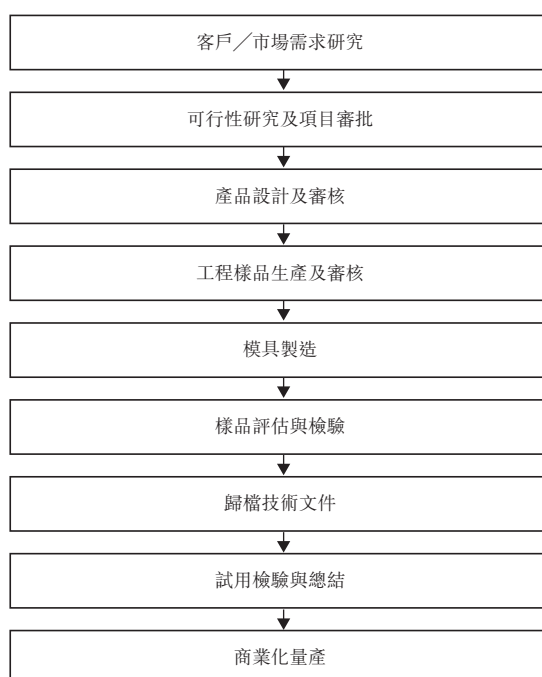 客戶／市場需求研究
可行性研究及項目審批
產品設計及審核
工程樣品生產及審核
模具製造
樣品評估與檢驗
歸檔技術文件
試用檢驗與總結
商業化量產